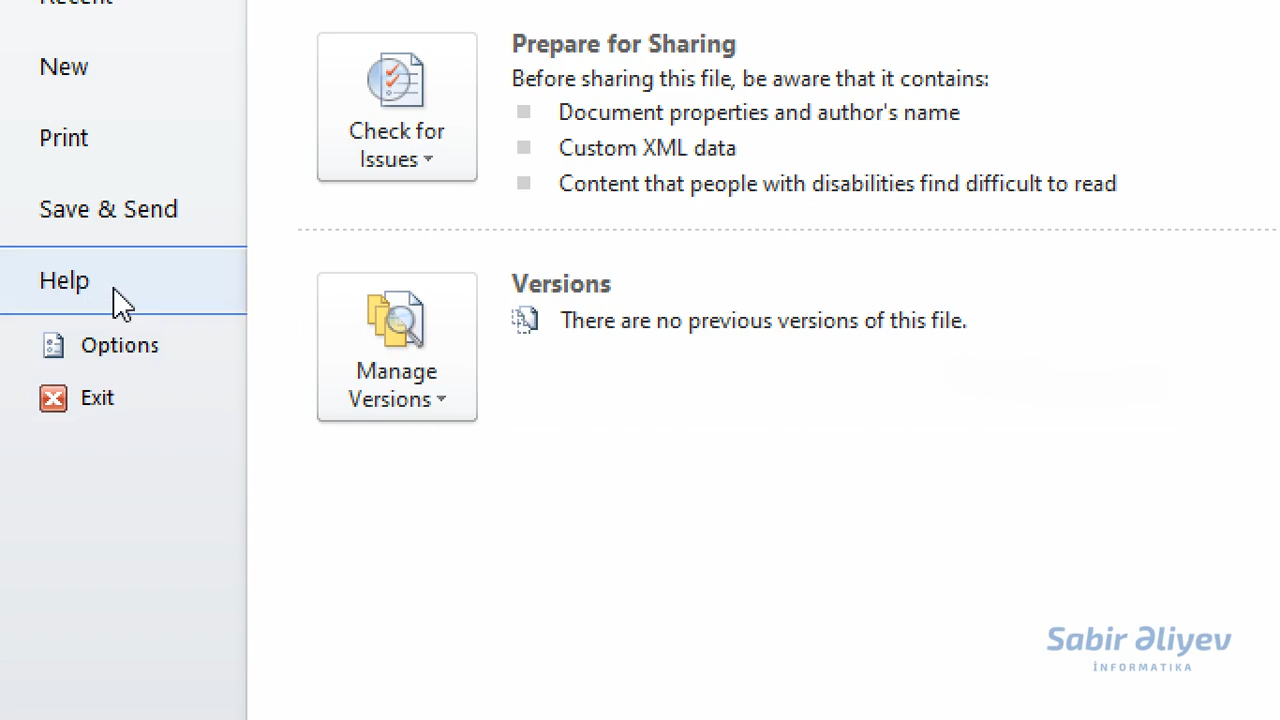 Recent
New
Print
Save & Send
Help
Options
Exit
Check for
Issues
Prepare for Sharing
Before sharing this file, be aware that it contains:
Document properties and author's name
Custom XML data
Content that people with disabilities find difficult to read
Manage
Versions
Versions
There are no previous versions of this file.
Sabir Əliyev
İNFORMATIKA